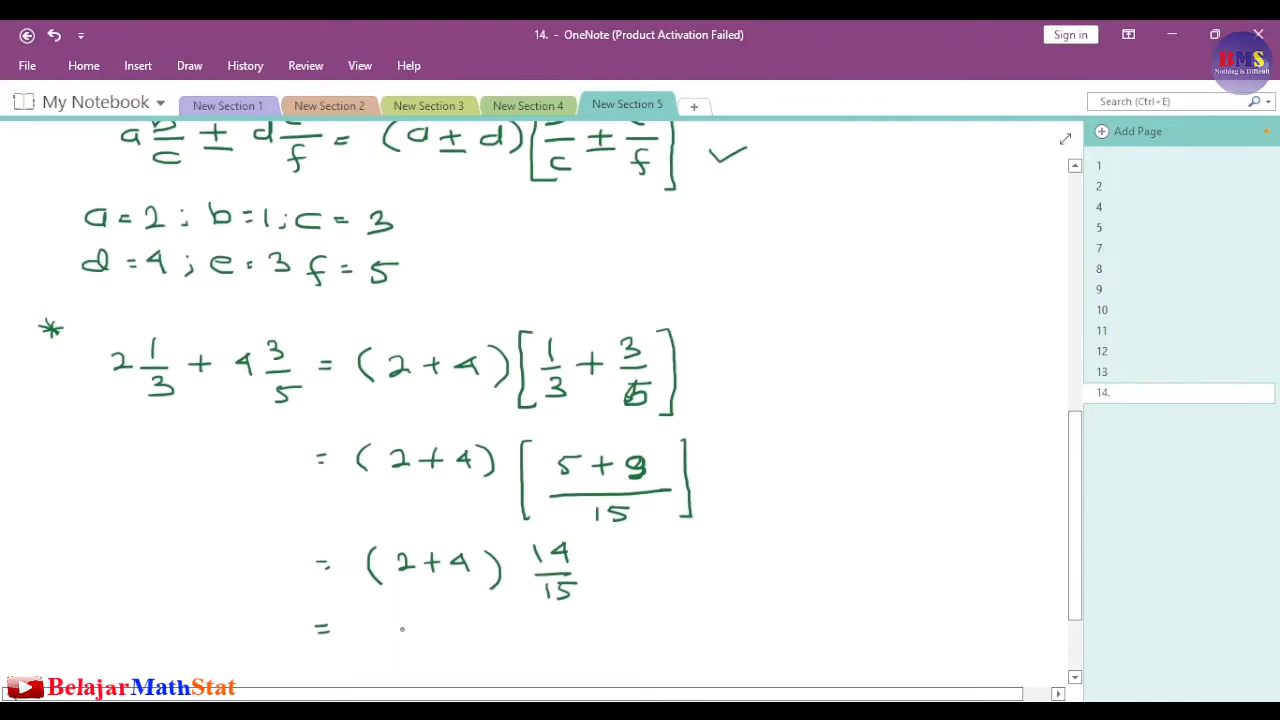 14. - OneNote (Product Activation Failed)
Sign in
BMS
Nothing is Difficult
File Home Insert Draw History Review View Help
My Notebook
New Section 1 New Section 2 New Section 3 New Section 4 New Section 5 +
Search (Ctrl+E)
Add Page
1
2
4
5
7
8
9
10
11
12
13
14.
a b/c ± d e/f = (a ± d) [b/c ± e/f] ✓
a = 2 ; b = 1 ; c = 3
d = 4 ; e = 3 f = 5
* 2 1/3 + 4 3/5 = (2 + 4) [1/3 + 3/5]
= (2 + 4) [(5 + 9)/15]
= (2 + 4) 14/15
=
BelajarMathStat